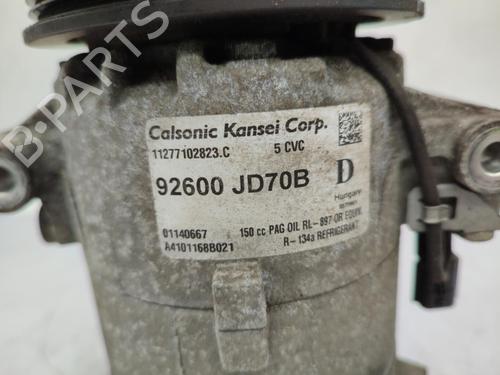 Calsonic Kansei Corp.
11277102823.C 5 CVC
92600 JD70B D
Hungary
01140667 150 cc PAG OIL RL-897 OR EQUIV.
A4101168B021 R-134a REFRIGERANT
B-PARTS